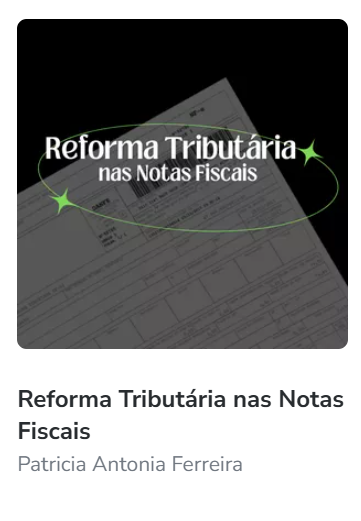 Reforma Tributária
nas Notas Fiscais
Reforma Tributária nas Notas
Fiscais
Patricia Antonia Ferreira